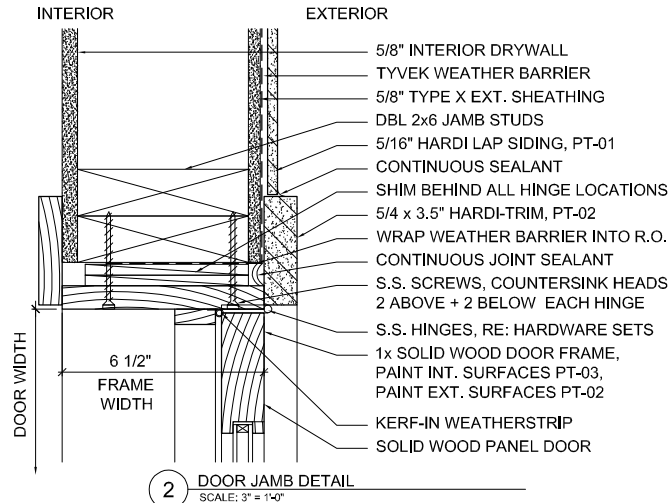 INTERIOR
EXTERIOR
5/8" INTERIOR DRYWALL
TYVEK WEATHER BARRIER
5/8" TYPE X EXT. SHEATHING
DBL 2x6 JAMB STUDS
5/16" HARDI LAP SIDING, PT-01
CONTINUOUS SEALANT
SHIM BEHIND ALL HINGE LOCATIONS
5/4 x 3.5" HARDI-TRIM, PT-02
WRAP WEATHER BARRIER INTO R.O.
CONTINUOUS JOINT SEALANT
S.S. SCREWS, COUNTERSINK HEADS
2 ABOVE + 2 BELOW EACH HINGE
S.S. HINGES, RE: HARDWARE SETS
1x SOLID WOOD DOOR FRAME,
PAINT INT. SURFACES PT-03,
PAINT EXT. SURFACES PT-02
KERF-IN WEATHERSTRIP
SOLID WOOD PANEL DOOR
DOOR WIDTH
6 1/2"
FRAME
WIDTH
2
DOOR JAMB DETAIL
SCALE: 3" = 1'-0"